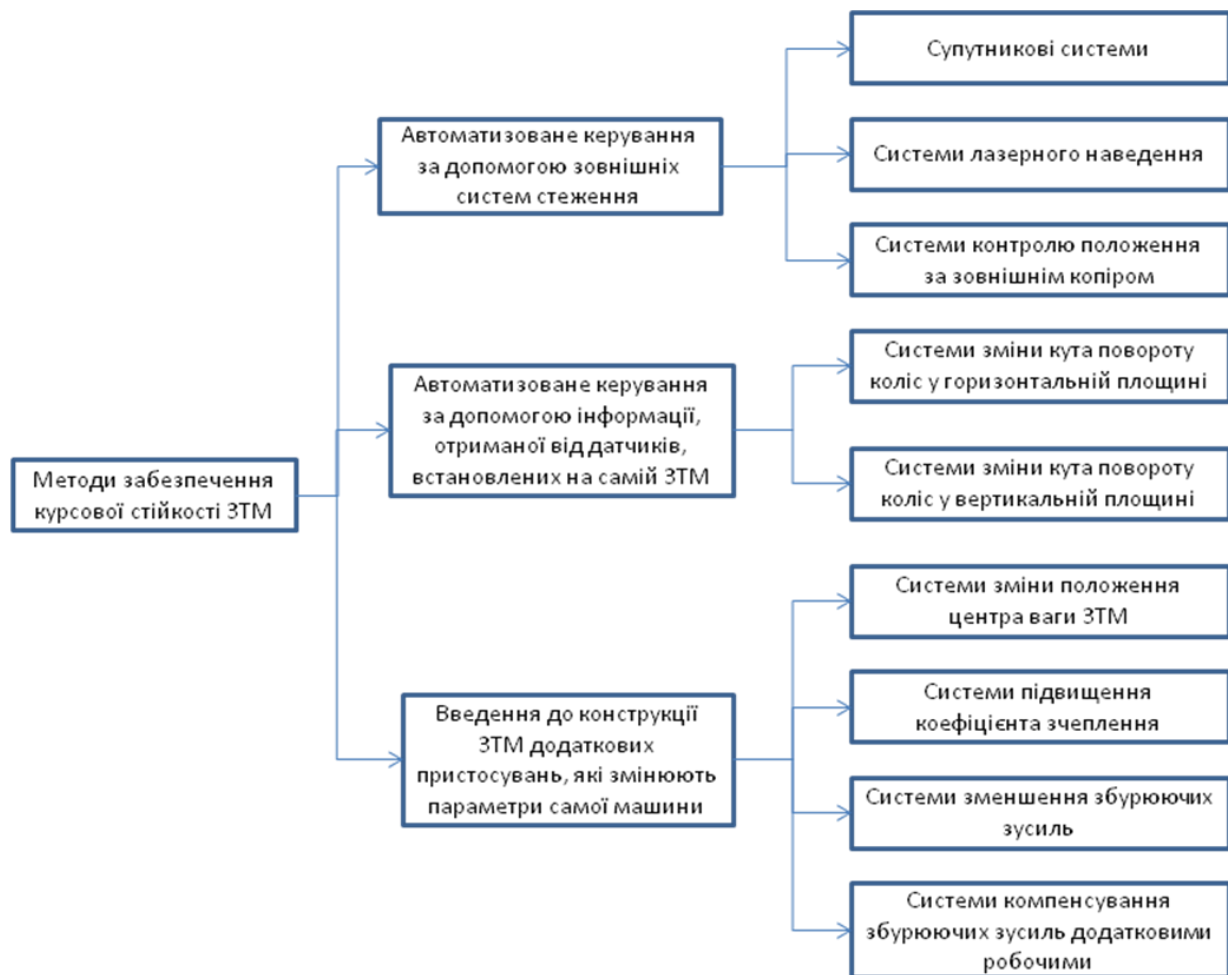 Методи забезпечення
курсової стійкості ЗТМ
Автоматизоване керування
за допомогою зовнішніх
систем стеження
Супутникові системи
Системи лазерного наведення
Системи контролю положення
за зовнішнім копіром
Автоматизоване керування
за допомогою інформації,
отриманої від датчиків,
встановлених на самій ЗТМ
Системи зміни кута повороту
коліс у горизонтальній площині
Системи зміни кута повороту
коліс у вертикальній площині
Введення до конструкції
ЗТМ додаткових
пристосувань, які змінюють
параметри самої машини
Системи зміни положення
центра ваги ЗТМ
Системи підвищення
коефіцієнта зчеплення
Системи зменшення збурюючих
зусиль
Системи компенсування
збурюючих зусиль додатковими
робочими